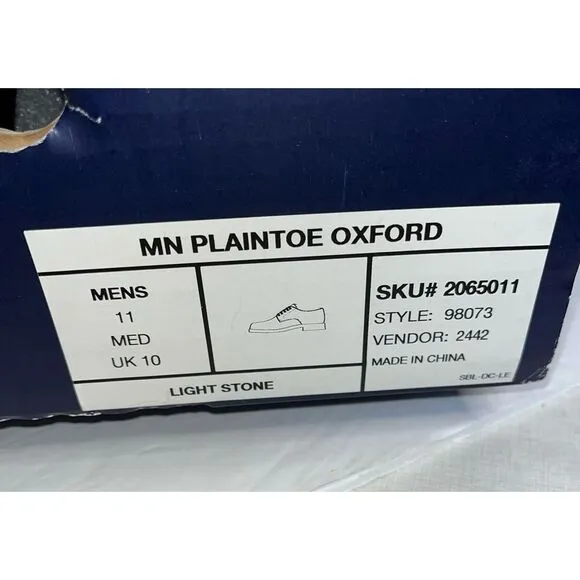 MN PLAINTOE OXFORD
MENS
11
MED
UK 10
LIGHT STONE
SKU# 2065011
STYLE: 98073
VENDOR: 2442
MADE IN CHINA
SBL-DC-LE